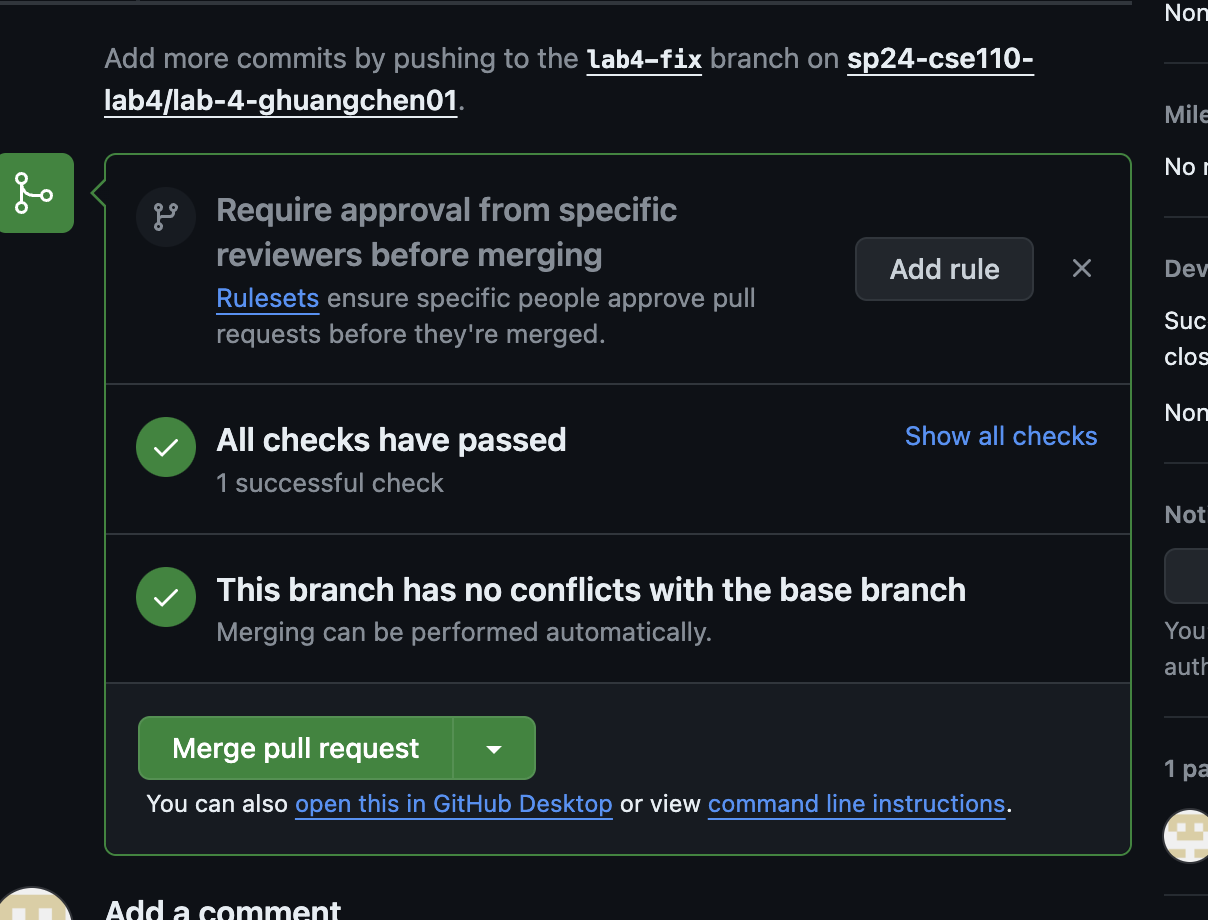 Add more commits by pushing to the lab4-fix branch on sp24-cse110-
lab4/lab-4-ghuangchen01.
Require approval from specific
reviewers before merging
Rulesets ensure specific people approve pull
requests before they're merged.
Add rule
All checks have passed
1 successful check
Show all checks
This branch has no conflicts with the base branch
Merging can be performed automatically.
Merge pull request
You can also open this in GitHub Desktop or view command line instructions.
Add a comment
Non
Mile
No
Dev
Suc
clos
Non
Not
You
auth
1 pa